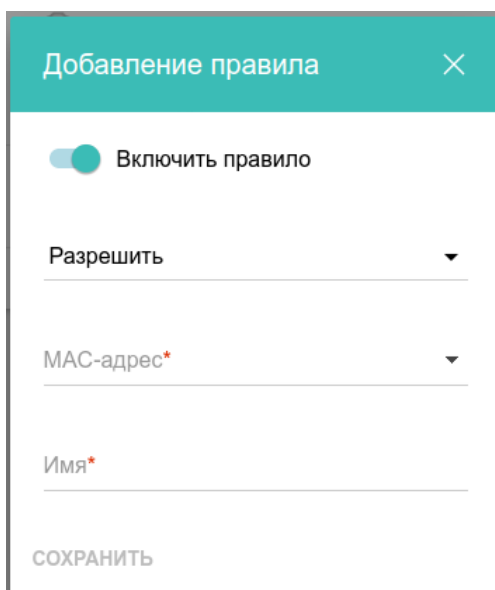 Добавление правила
Включить правило
Разрешить
MAC-адрес*
Имя*
СОХРАНИТЬ